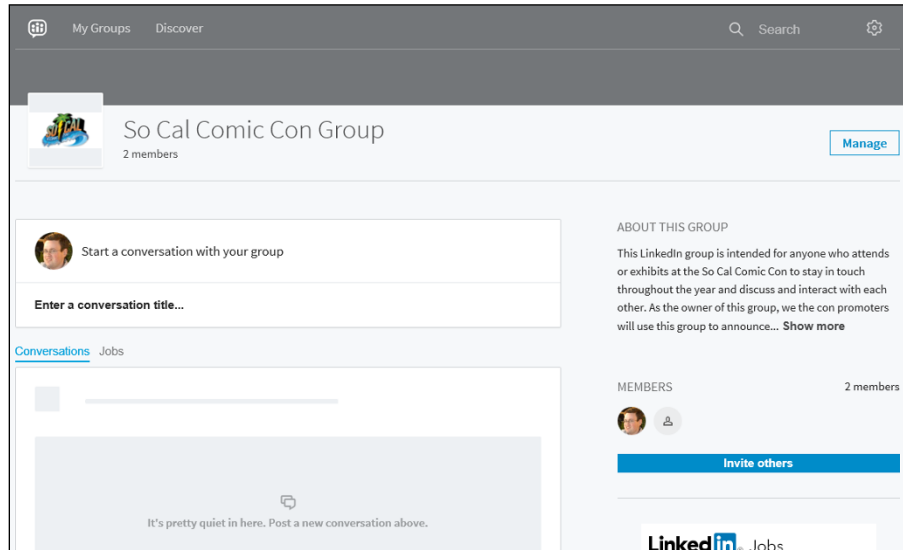 My Groups Discover Search
SO CAL
So Cal Comic Con Group
2 members
Manage
Start a conversation with your group
Enter a conversation title...
Conversations Jobs
It's pretty quiet in here. Post a new conversation above.
ABOUT THIS GROUP
This LinkedIn group is intended for anyone who attends
or exhibits at the So Cal Comic Con to stay in touch
throughout the year and discuss and interact with each
other. As the owner of this group, we the con promoters
will use this group to announce... Show more
MEMBERS 2 members
Invite others
Linked in Jobs